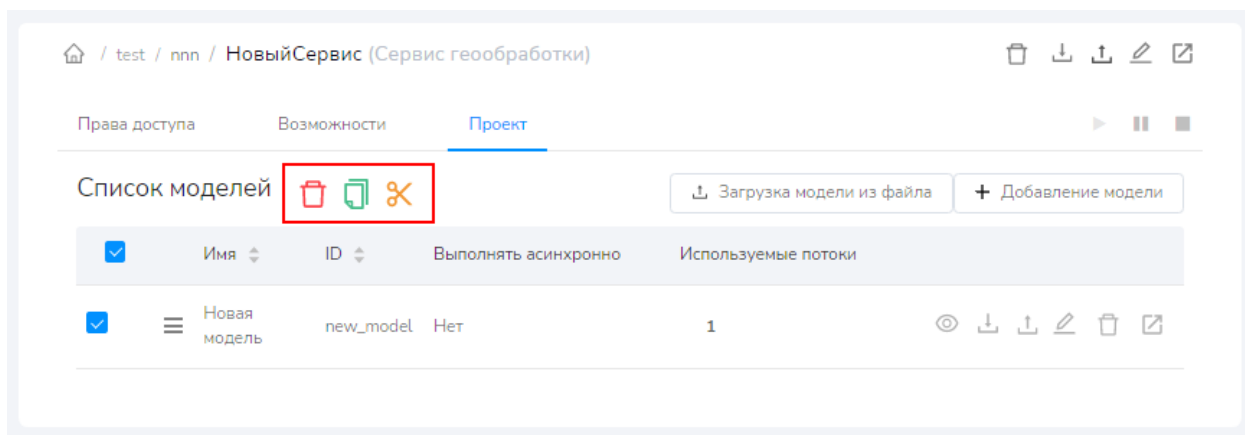 / test / nnn / НовыйСервис (Сервис геообработки)
Права доступа Возможности Проект
Список моделей Загрузка модели из файла + Добавление модели
Имя ID Выполнять асинхронно Используемые потоки
Новая
модель new_model Нет 1